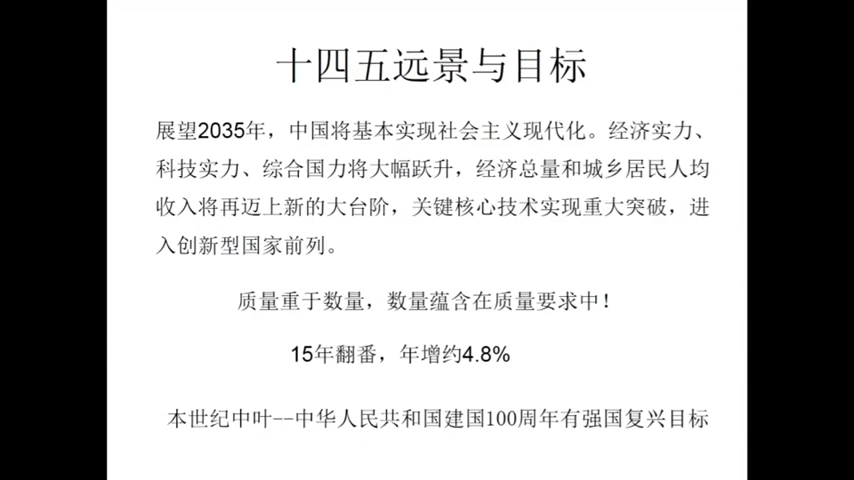 十四五远景与目标
展望2035年，中国将基本实现社会主义现代化。经济实力、
科技实力、综合国力将大幅跃升，经济总量和城乡居民人均
收入将再迈上新的大台阶，关键核心技术实现重大突破，进
入创新型国家前列。
质量重于数量，数量蕴含在质量要求中！
15年翻番，年增约4.8%
本世纪中叶--中华人民共和国建国100周年有强国复兴目标